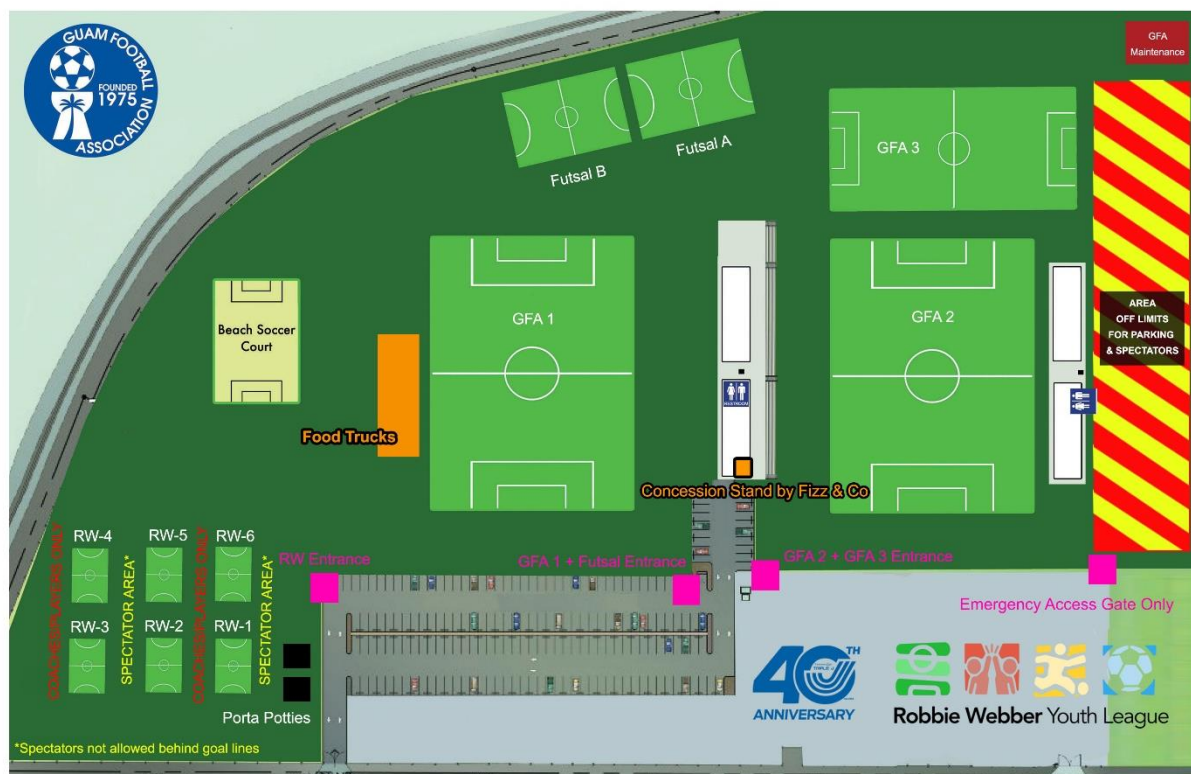 GUAM FOOTBALL
ASSOCIATION
FOUNDED
1975
GFA
Maintenance
Futsal B
Futsal A
GFA 3
Beach Soccer
Court
GFA 1
GFA 2
AREA
OFF LIMITS
FOR PARKING
& SPECTATORS
RESTROOM
Food Trucks
Concession Stand by Fizz & Co
COACHES/PLAYERS ONLY
RW-4
RW-5
RW-6
RW-3
RW-2
RW-1
SPECTATOR AREA*
COACHES/PLAYERS ONLY
SPECTATOR AREA*
RW Entrance
GFA 1 + Futsal Entrance
GFA 2 + GFA 3 Entrance
Emergency Access Gate Only
Porta Potties
*Spectators not allowed behind goal lines
40TH
ANNIVERSARY
Robbie Webber Youth League